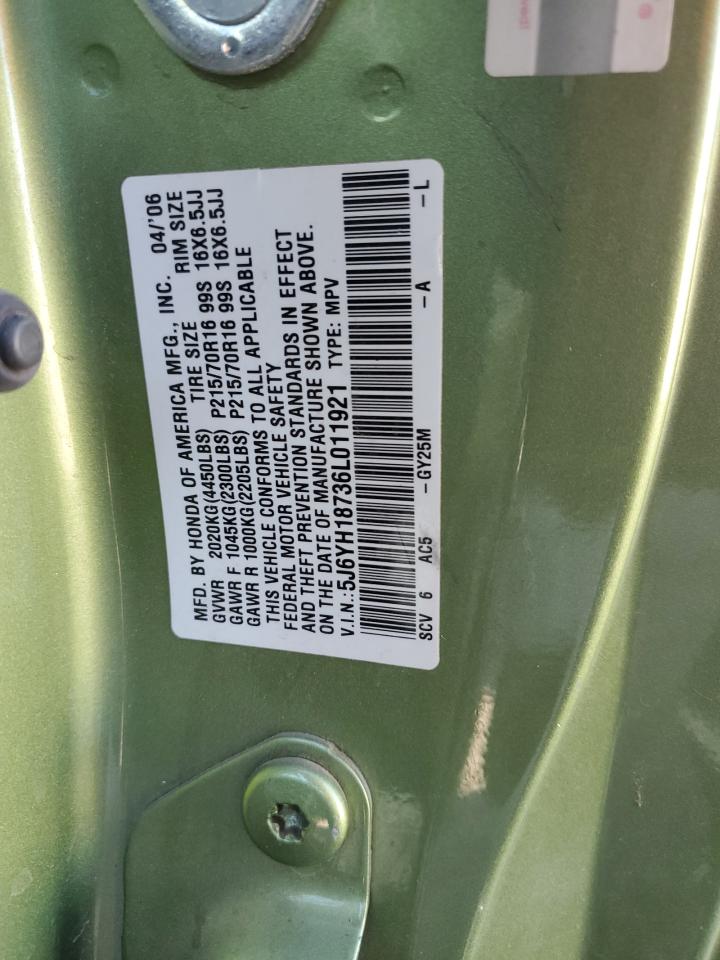 MFD. BY HONDA OF AMERICA MFG., INC. 04/'06
GVWR 2020KG(4450LBS) TIRE SIZE RIM SIZE
GAWR F 1045KG(2300LBS) P215/70R16 99S 16X6.5JJ
GAWR R 1000KG(2205LBS) P215/70R16 99S 16X6.5JJ
THIS VEHICLE CONFORMS TO ALL APPLICABLE
FEDERAL MOTOR VEHICLE SAFETY
AND THEFT PREVENTION STANDARDS IN EFFECT
ON THE DATE OF MANUFACTURE SHOWN ABOVE.
V.I.N.:5J6YH18736L011921 TYPE: MPV
SCV 6 AC5 -GY25M -A -L